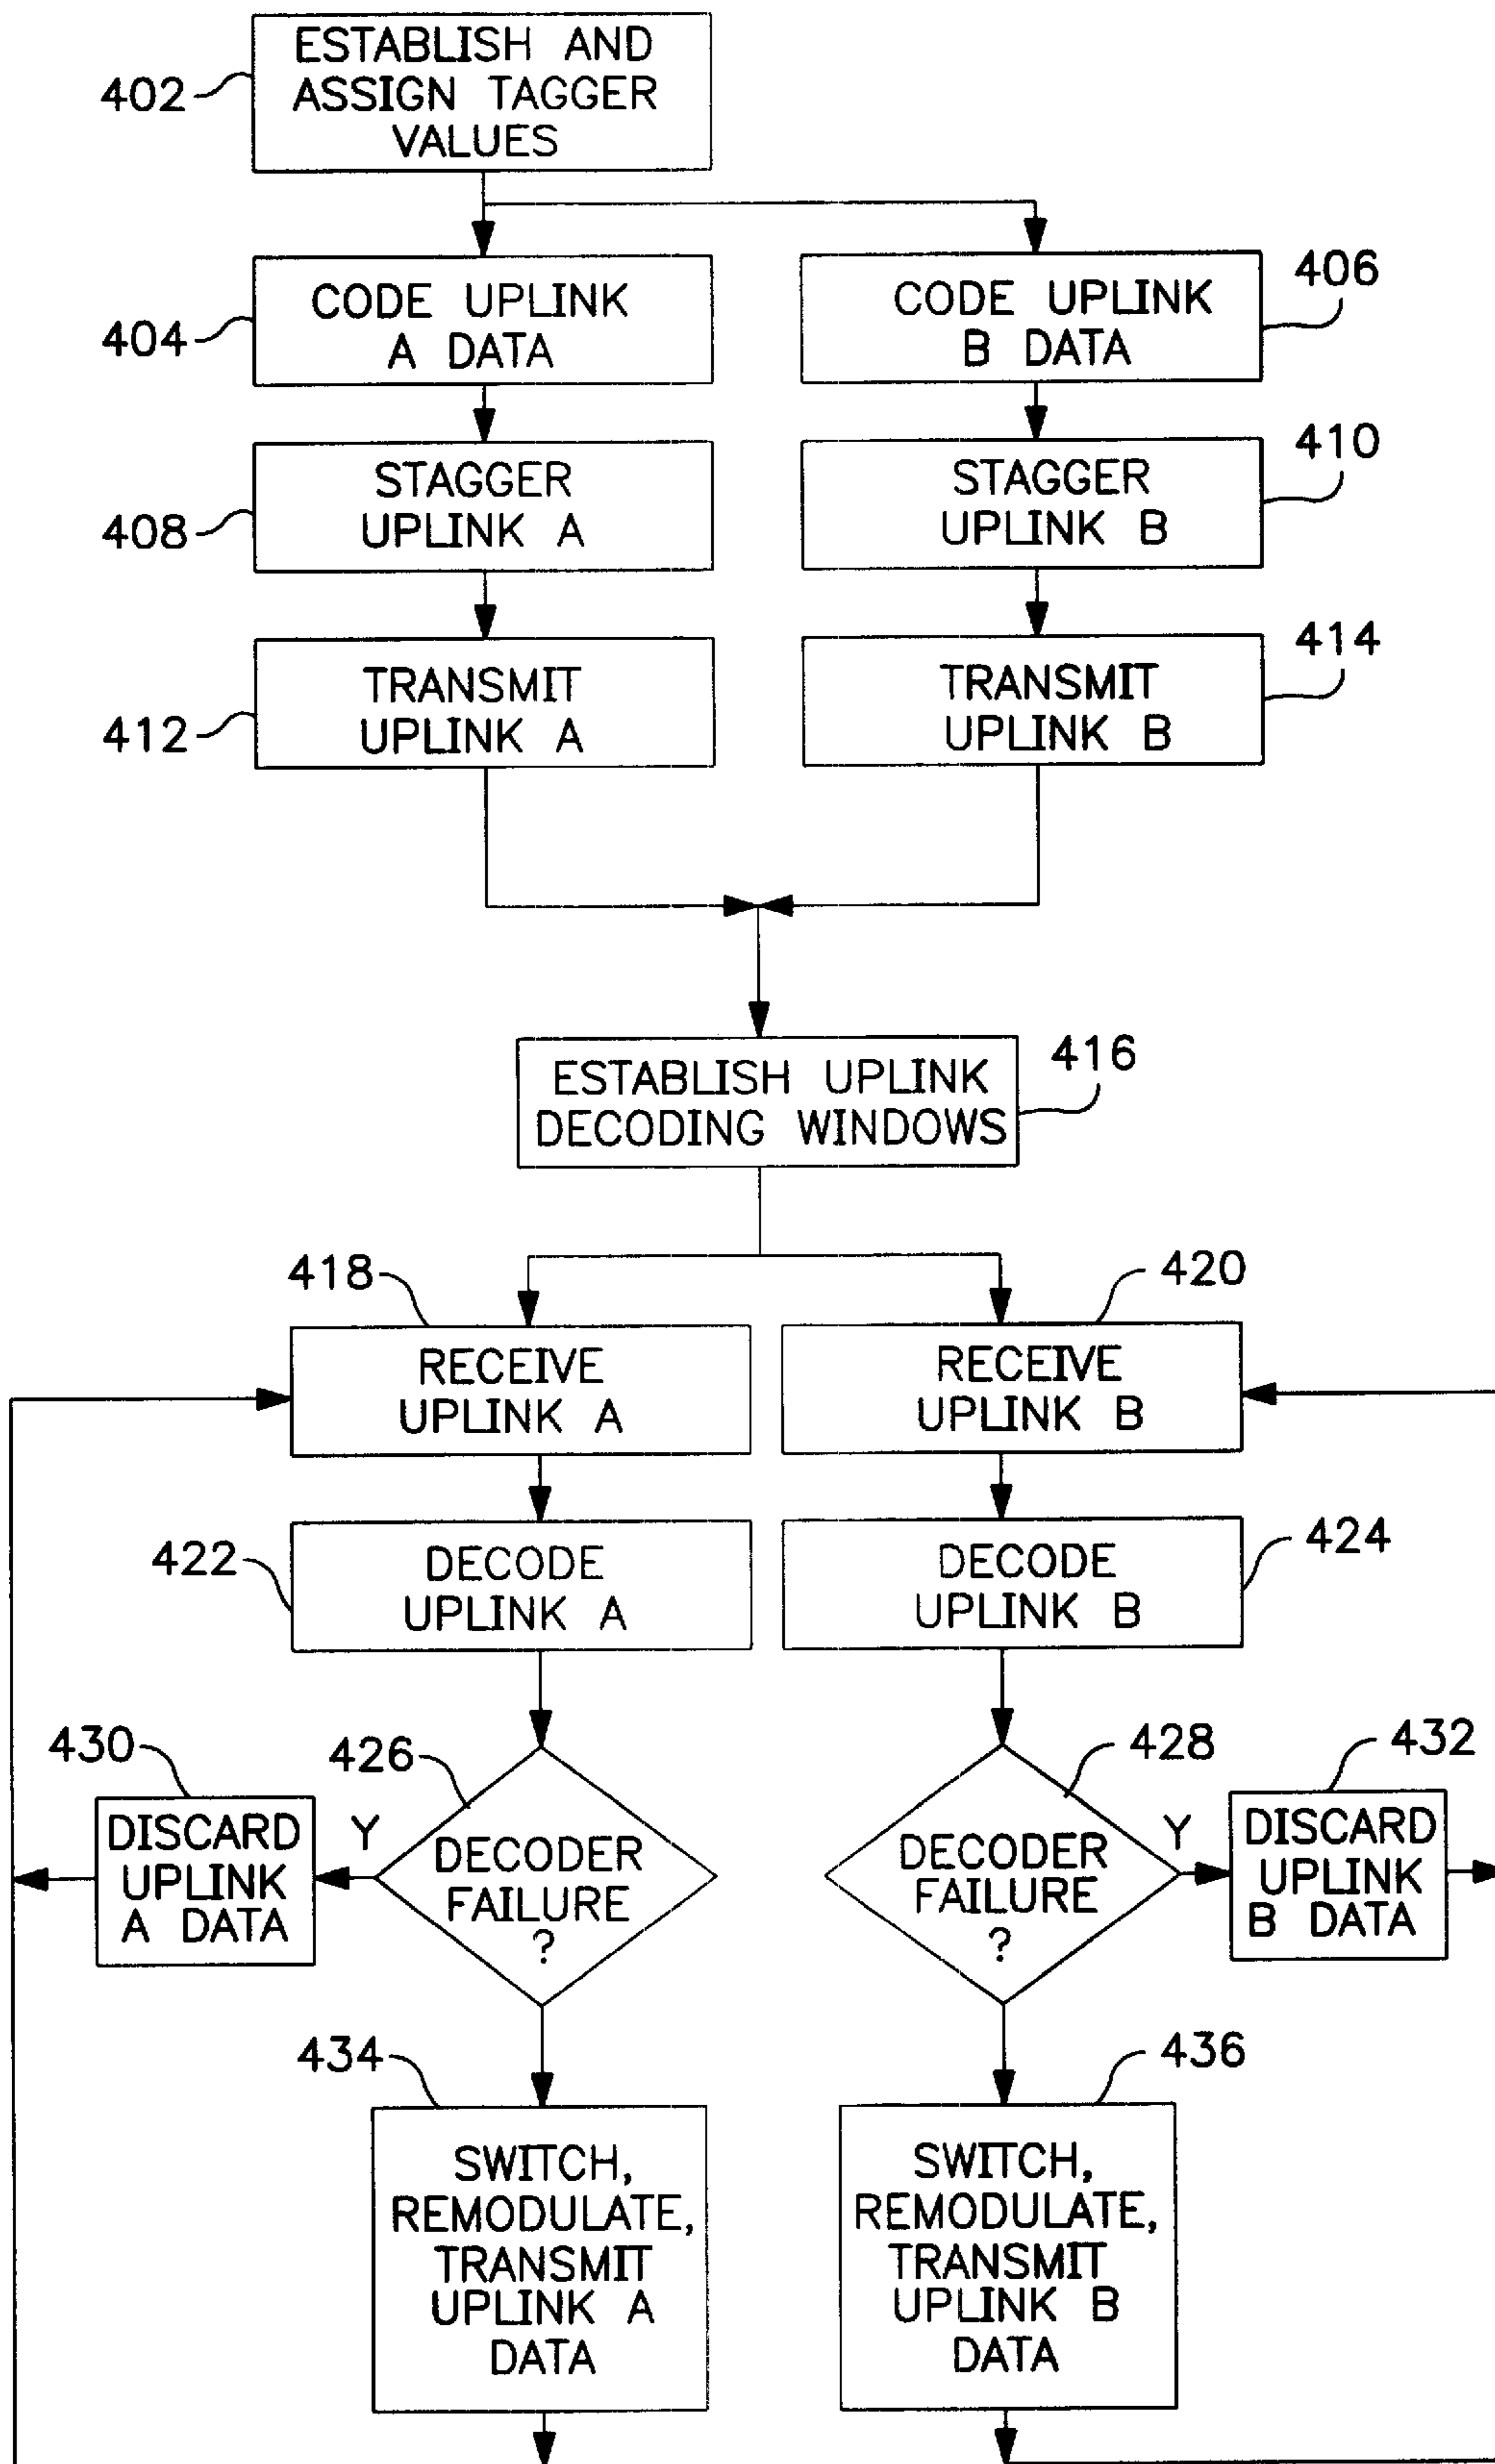 ESTABLISH AND
ASSIGN TAGGER
VALUES
402
CODE UPLINK
A DATA
404
CODE UPLINK
B DATA
406
STAGGER
UPLINK A
408
STAGGER
UPLINK B
410
TRANSMIT
UPLINK A
412
TRANSMIT
UPLINK B
414
ESTABLISH UPLINK
DECODING WINDOWS
416
418
RECEIVE
UPLINK A
420
RECEIVE
UPLINK B
422
DECODE
UPLINK A
424
DECODE
UPLINK B
430
DISCARD
UPLINK
A DATA
Y
426
DECODER
FAILURE
?
428
DECODER
FAILURE
?
Y
432
DISCARD
UPLINK
B DATA
434
SWITCH,
REMODULATE,
TRANSMIT
UPLINK A
DATA
436
SWITCH,
REMODULATE,
TRANSMIT
UPLINK B
DATA